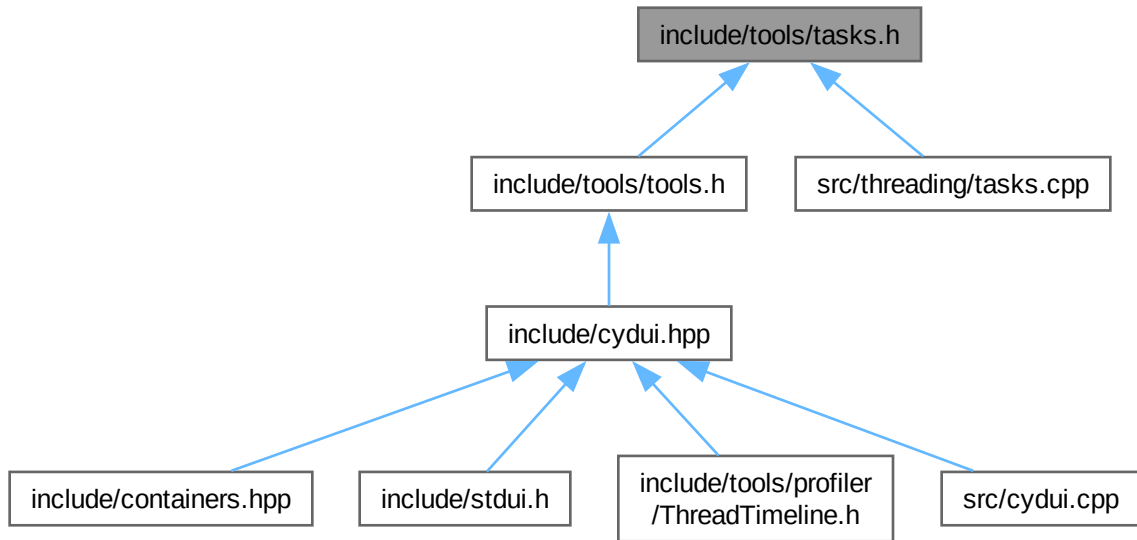 include/tools/tasks.h
include/tools/tools.h
src/threading/tasks.cpp
include/cydui.hpp
include/containers.hpp
include/stdui.h
include/tools/profiler
/ThreadTimeline.h
src/cydui.cpp